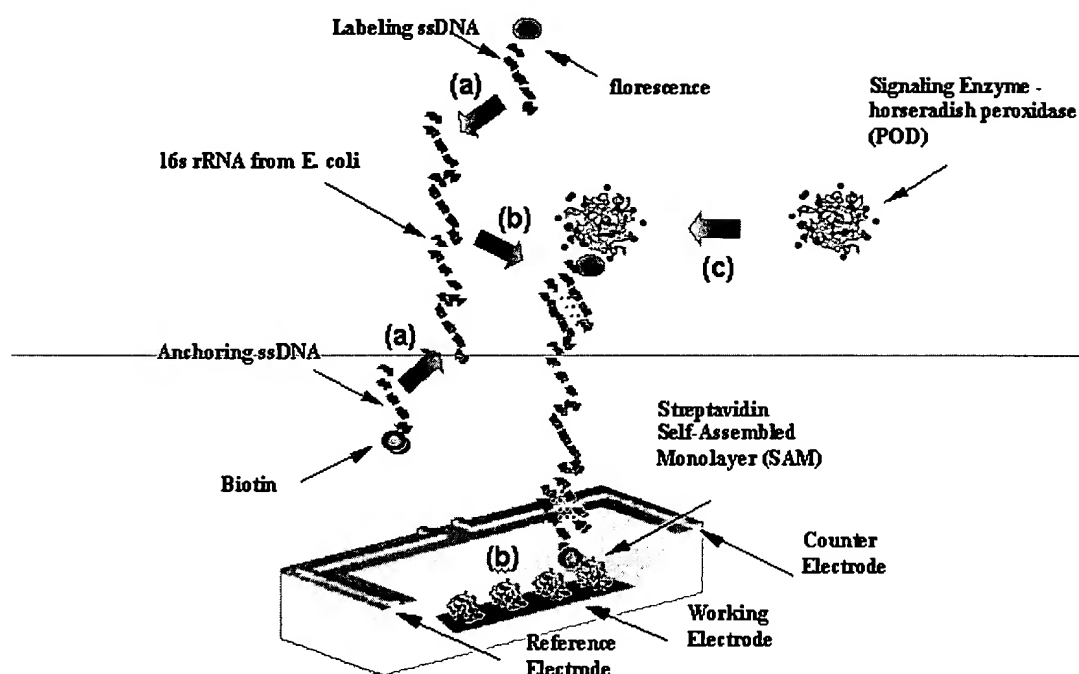 Labeling ssDNA
florescence
(a)
Signaling Enzyme -
horseradish peroxidase
(POD)
16s rRNA from E. coli
(b)
(c)
(a)
Anchoring ssDNA
Biotin
Streptavidin
Self-Assembled
Monolayer (SAM)
(b)
Counter
Electrode
Working
Electrode
Reference
Electrode